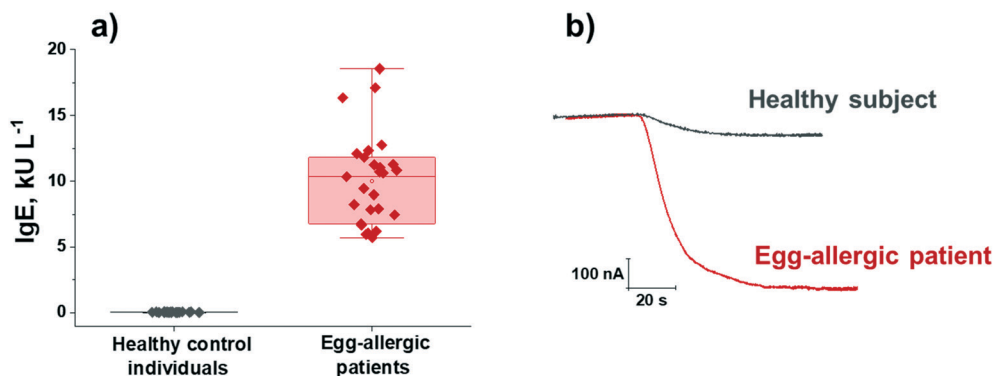 a)
IgE, kU L-1
20
15
10
5
0
Healthy control
individuals
Egg-allergic
patients
b)
Healthy subject
Egg-allergic patient
100 nA
20 s